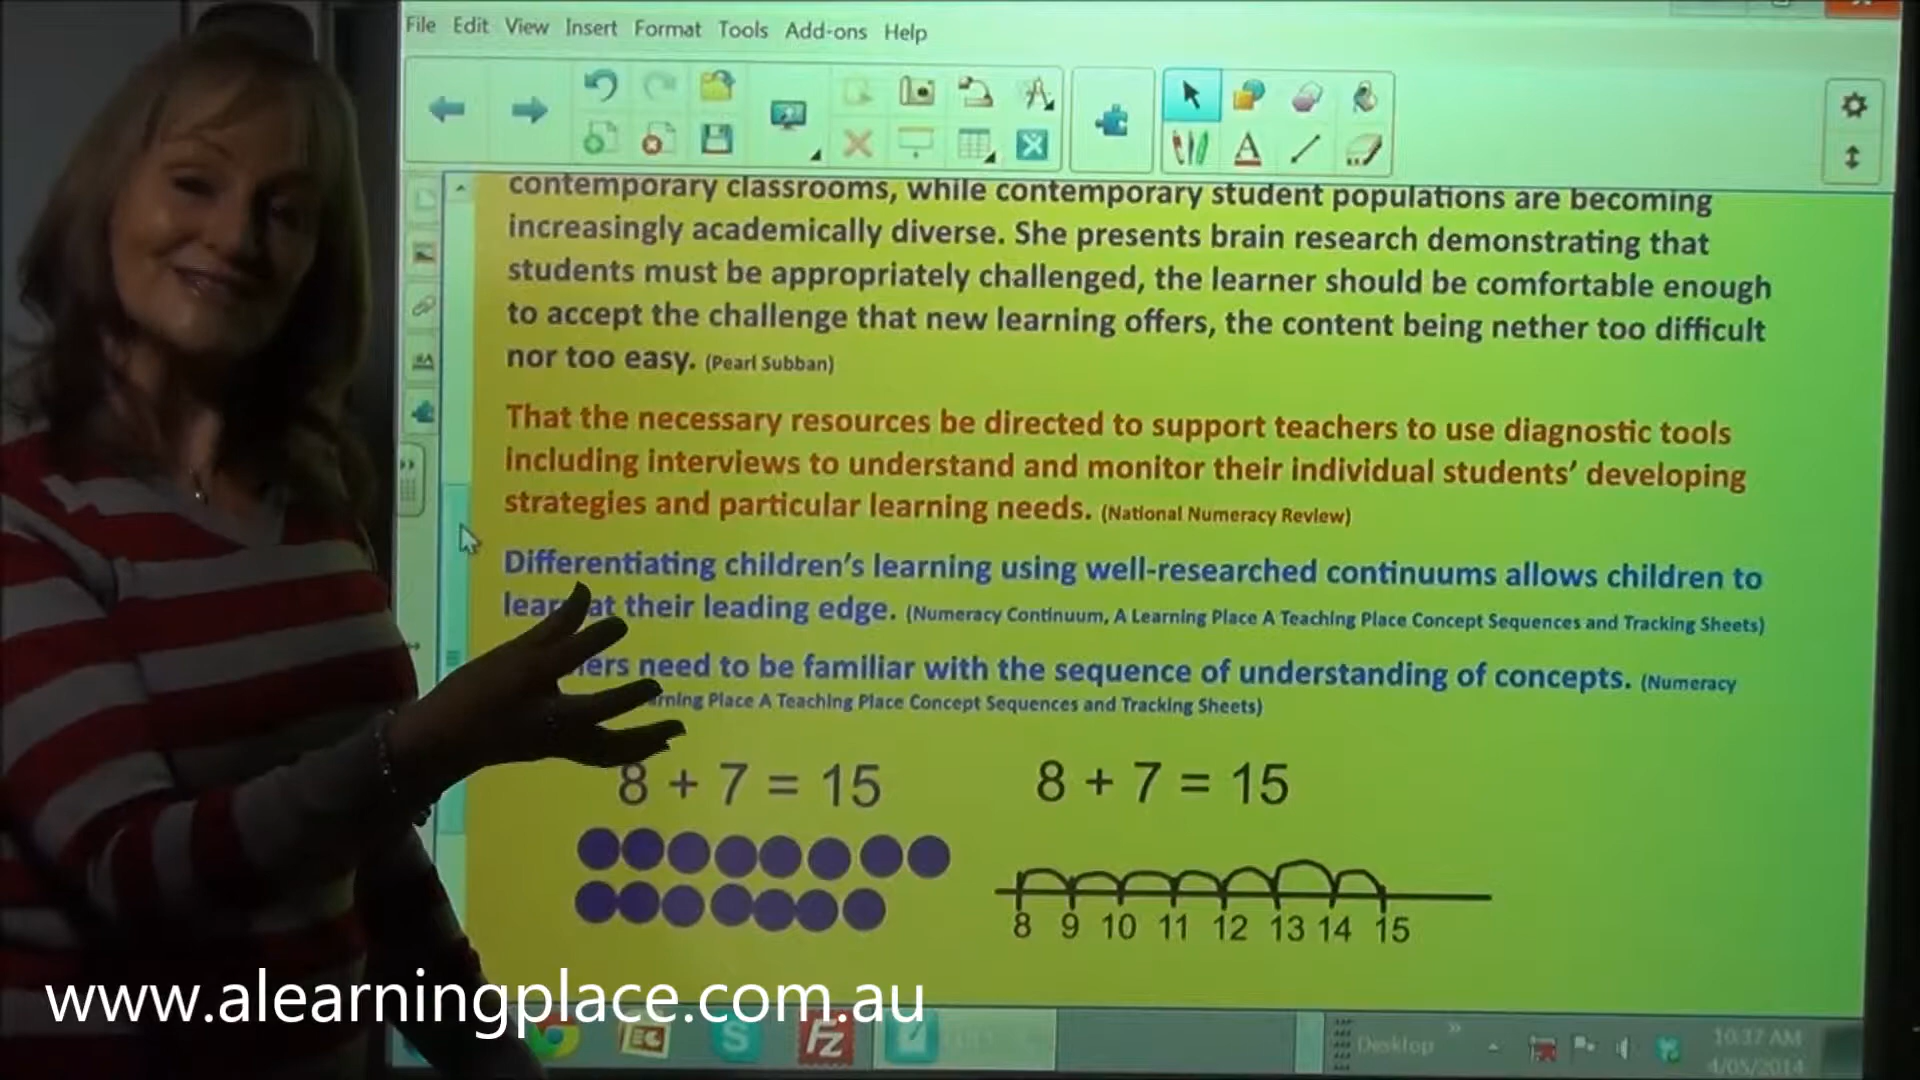 File Edit View Insert Format Tools Add-ons Help
contemporary classrooms, while contemporary student populations are becoming
increasingly academically diverse. She presents brain research demonstrating that
students must be appropriately challenged, the learner should be comfortable enough
to accept the challenge that new learning offers, the content being nether too difficult
nor too easy. (Pearl Subban)
That the necessary resources be directed to support teachers to use diagnostic tools
including interviews to understand and monitor their individual students’ developing
strategies and particular learning needs. (National Numeracy Review)
Differentiating children’s learning using well-researched continuums allows children to
at their leading edge. (Numeracy Continuum, A Learning Place A Teaching Place Concept Sequences and Tracking Sheets)
need to be familiar with the sequence of understanding of concepts. (Numeracy
Place A Teaching Place Concept Sequences and Tracking Sheets)
8 + 7 = 15 8 + 7 = 15
8 9 10 11 12 13 14 15
www.alearningplace.com.au
Desktop
10:37 AM
4/05/2014